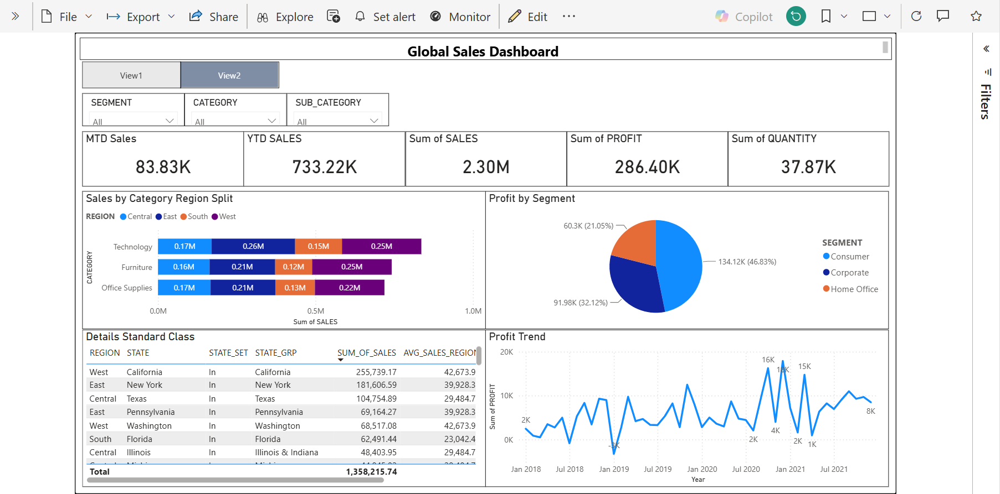 File Export Share Explore Set alert Monitor Edit Copilot
Global Sales Dashboard
Filters
View1 View2
SEGMENT CATEGORY SUB_CATEGORY
All All All
MTD Sales YTD SALES Sum of SALES Sum of PROFIT Sum of QUANTITY
83.83K 733.22K 2.30M 286.40K 37.87K
Sales by Category Region Split
REGION Central East South West
CATEGORY
Technology 0.17M 0.26M 0.15M 0.25M
Furniture 0.16M 0.21M 0.12M 0.25M
Office Supplies 0.17M 0.21M 0.13M 0.22M
0.0M 0.5M 1.0M
Sum of SALES
Profit by Segment
60.3K (21.05%)
134.12K (46.83%)
91.98K (32.12%)
SEGMENT
Consumer
Corporate
Home Office
Details Standard Class
REGION STATE STATE_SET STATE_GRP SUM_OF_SALES AVG_SALES_REGION
West California In California 255,739.17 42,673.9
East New York In New York 181,606.59 39,928.3
Central Texas In Texas 104,754.89 29,484.7
East Pennsylvania In Pennsylvania 69,164.27 39,928.3
West Washington In Washington 68,517.08 42,673.9
South Florida In Florida 62,491.44 23,042.4
Central Illinois In Illinois & Indiana 48,403.95 29,484.7
Total 1,358,215.74
Profit Trend
Sum of PROFIT
20K
10K
0K
2K
-3K
16K
15K
2K
4K
2K
1K
8K
Jan 2018 Jul 2018 Jan 2019 Jul 2019 Jan 2020 Jul 2020 Jan 2021 Jul 2021
Year